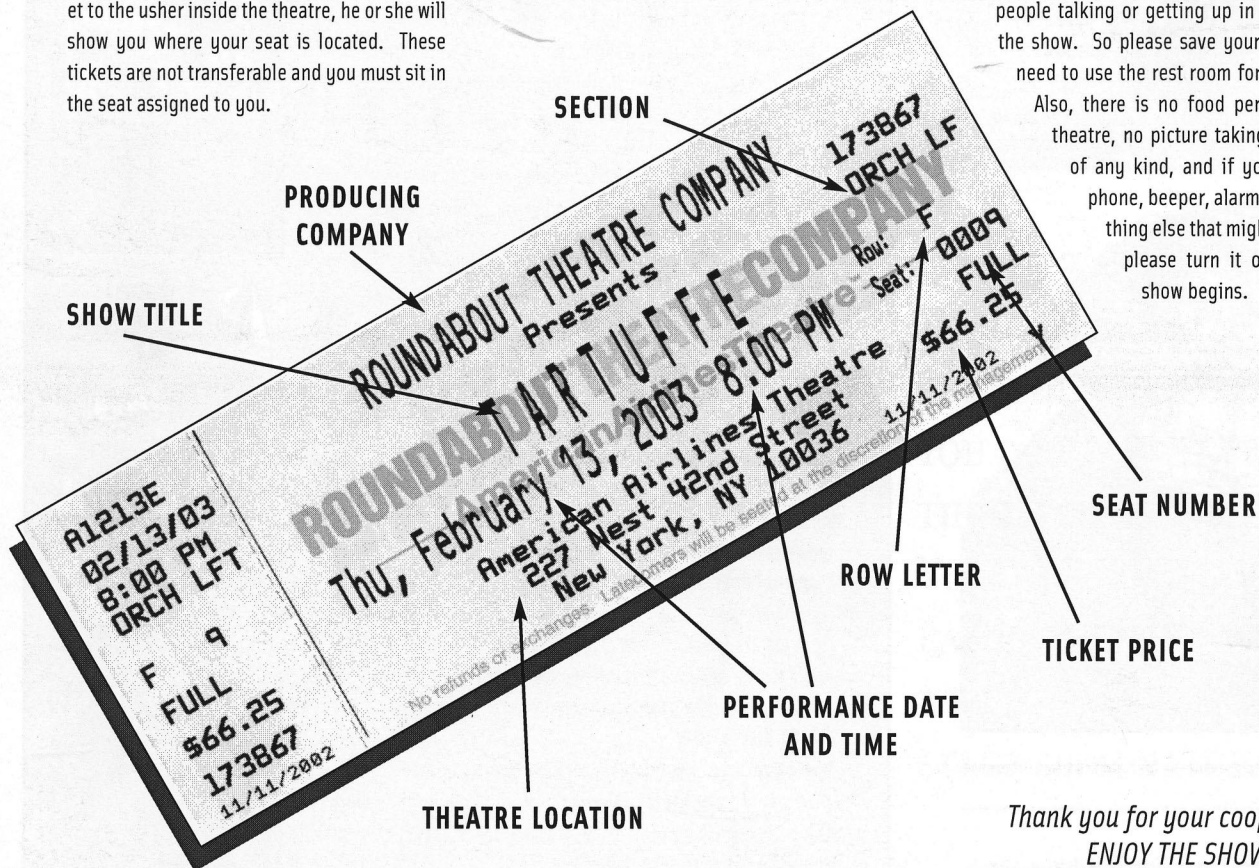 et to the usher inside the theatre, he or she will
show you where your seat is located. These
tickets are not transferable and you must sit in
the seat assigned to you.
people talking or getting up in
the show. So please save your
need to use the rest room for
Also, there is no food per
theatre, no picture taking
of any kind, and if yo
phone, beeper, alarm
thing else that migh
please turn it o
show begins.
SECTION
PRODUCING
COMPANY
SHOW TITLE
173867
ORCH LF
ROUNDABOUT THEATRE COMPANY
Presents
TARTUFFE
ROUNDABOUTTHEATRECOMPANY
AmericanAirlinesTheatre
Row: F
Seat: 0009
FULL
Thu, February 13, 2003 8:00 PM
$66.25
American Airlines Theatre
227 West 42nd Street
New York, NY 10036
11/11/2002
No refunds or exchanges. Latecomers will be seated at the discretion of the management
A1213E
02/13/03
8:00 PM
ORCH LFT
F 9
FULL
$66.25
173867
11/11/2002
SEAT NUMBER
ROW LETTER
TICKET PRICE
PERFORMANCE DATE
AND TIME
THEATRE LOCATION
Thank you for your coo
ENJOY THE SHOW